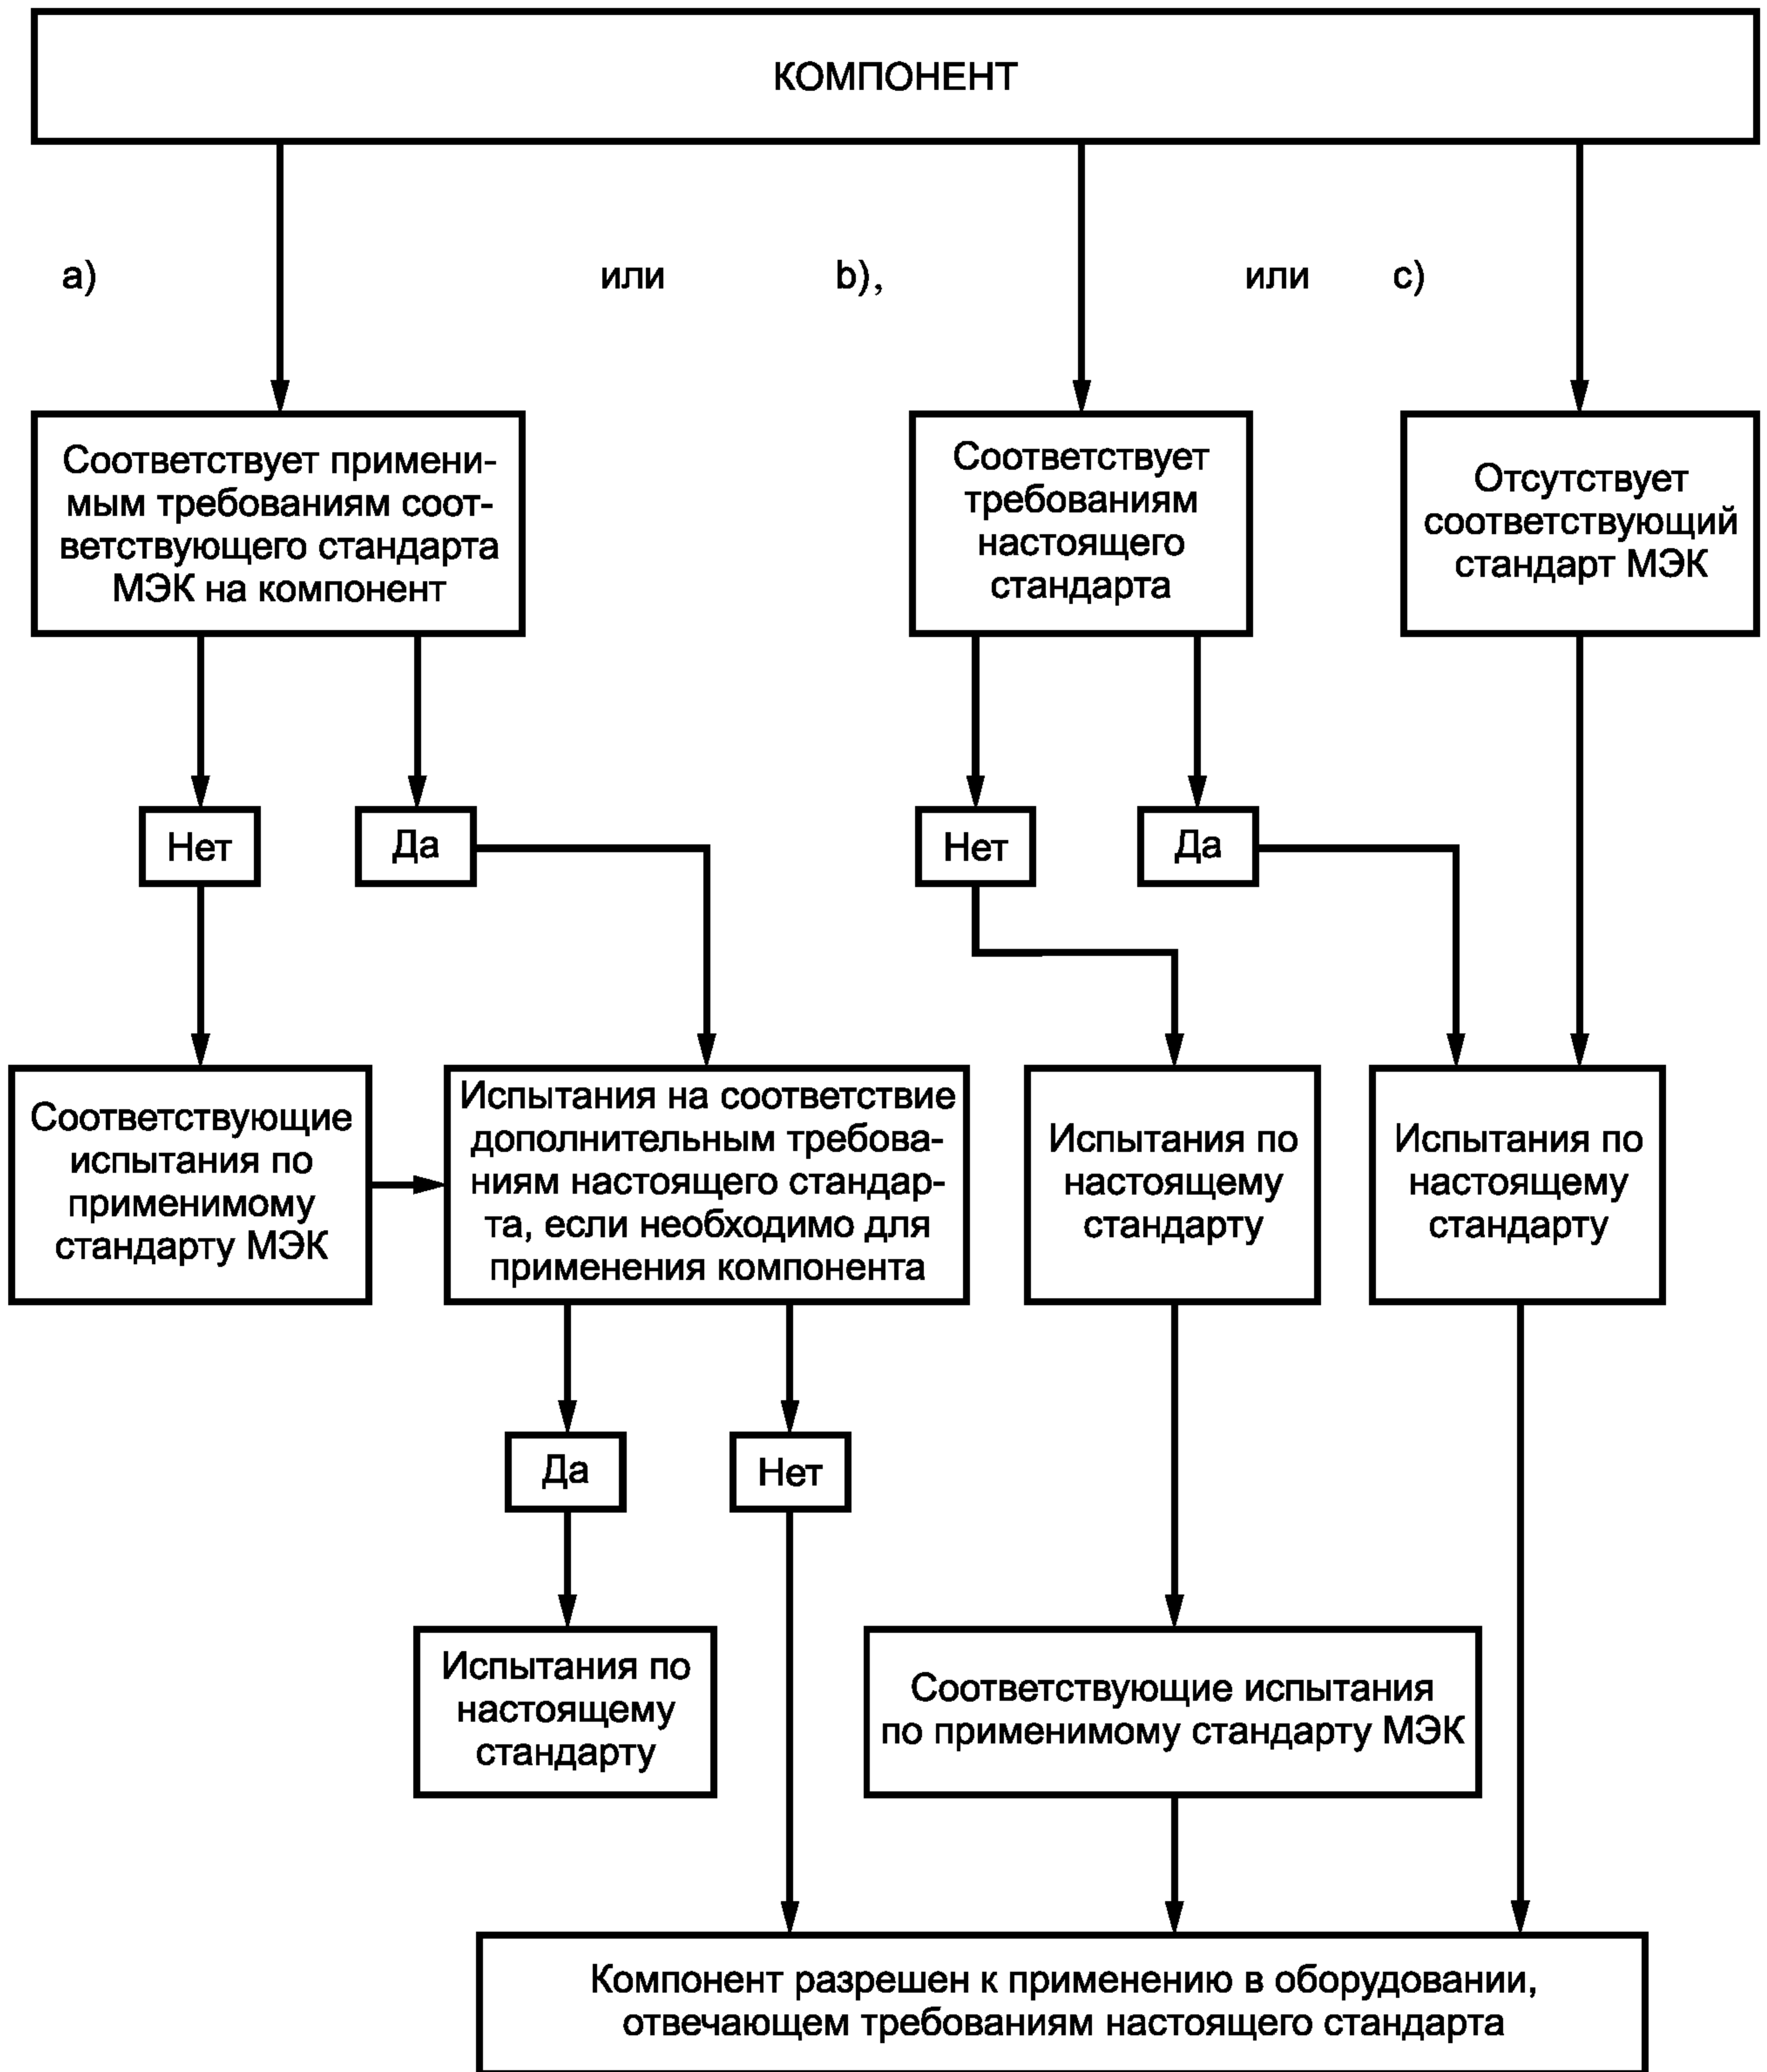 КОМПОНЕНТ
а) или b), или с)
Соответствует примени-
мым требованиям соот-
ветствующего стандарта
МЭК на компонент
Соответствует
требованиям
настоящего
стандарта
Отсутствует
соответствующий
стандарт МЭК
Нет
Да
Нет
Да
Соответствующие
испытания по
применимому
стандарту МЭК
Испытания на соответствие
дополнительным требова-
ниям настоящего стандар-
та, если необходимо для
применения компонента
Испытания по
настоящему
стандарту
Испытания по
настоящему
стандарту
Да
Нет
Испытания по
настоящему
стандарту
Соответствующие испытания
по применимому стандарту МЭК
Компонент разрешен к применению в оборудовании,
отвечающем требованиям настоящего стандарта